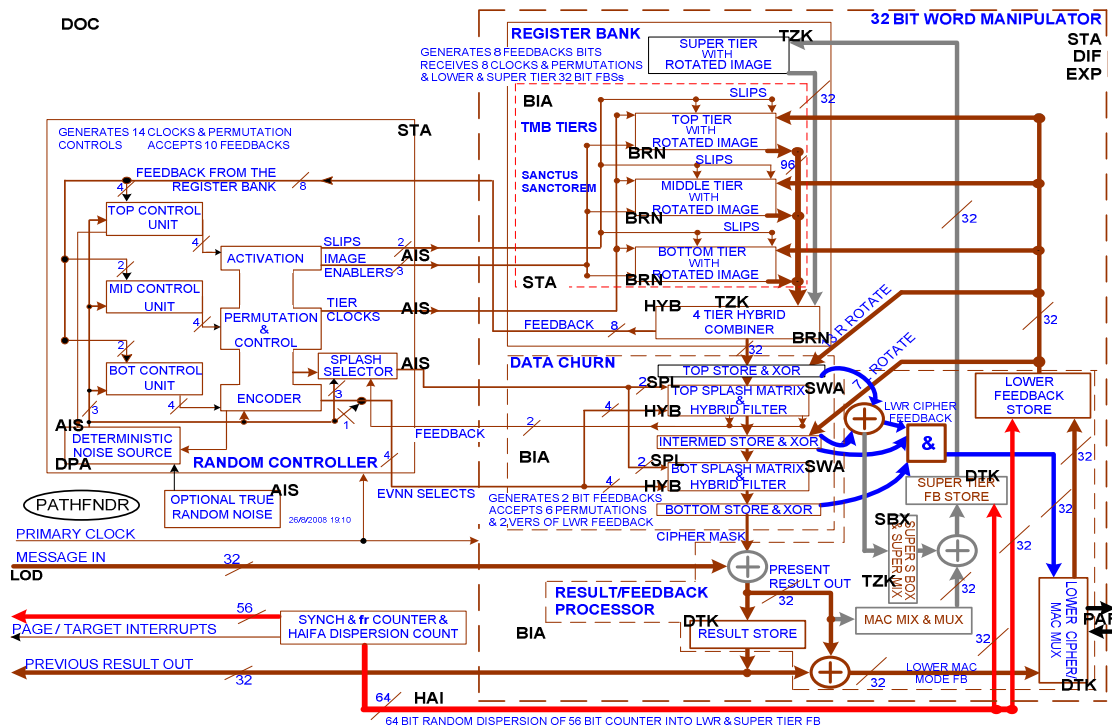 DOC
32 BIT WORD MANIPULATOR
STA
DIF
EXP
REGISTER BANK
GENERATES 8 FEEDBACKS BITS
RECEIVES 8 CLOCKS & PERMUTATIONS
& LOWER & SUPER TIER 32 BIT FBSs
TZK
SUPER TIER
WITH
ROTATED IMAGE
32
BIA
TMB TIERS
SLIPS
TOP TIER
WITH
ROTATED IMAGE
BRN
96
SANCTUS
SANCTOREM
SLIPS
MIDDLE TIER
WITH
ROTATED IMAGE
BRN
32
SLIPS
BOTTOM TIER
WITH
ROTATED IMAGE
BRN
STA
GENERATES 14 CLOCKS & PERMUTATION
CONTROLS ACCEPTS 10 FEEDBACKS
STA
FEEDBACK FROM THE
REGISTER BANK
8
4
TOP CONTROL
UNIT
4
SLIPS
2
AIS
IMAGE
ENABLERS
3
ACTIVATION
2
MID CONTROL
UNIT
4
TIER
CLOCKS
AIS
PERMUTATION
&
CONTROL
HYB
TZK
4 TIER HYBRID
COMBINER
BRN
FEEDBACK
8
32
R ROTATE
32
2
BOT CONTROL
UNIT
4
SPLASH
SELECTOR
AIS
ENCODER
3
3
1
AIS
DETERMINISTIC
NOISE SOURCE
DPA
RANDOM CONTROLLER
4
DATA CHURN
TOP STORE & XOR
7
ROTATE
2
SPL
TOP SPLASH MATRIX
&
HYBRID FILTER
SWA
4
HYB
FEEDBACK
2
INTERMED STORE & XOR
BIA
2
SPL
BOT SPLASH MATRIX
&
HYBRID FILTER
SWA
4
HYB
BOTTOM STORE & XOR
GENERATES 2 BIT FEEDBACKS
ACCEPTS 6 PERMUTATIONS
& 2,VERS OF LWR FEEDBACK
LWR CIPHER
FEEDBACK
&
LOWER
FEEDBACK
STORE
32
DTK
SUPER TIER
FB STORE
32
32
PATHFNDR
OPTIONAL TRUE
RANDOM NOISE
AIS
26/8/2008 19:10
EVNN SELECTS
PRIMARY CLOCK
MESSAGE IN
32
LOD
CIPHER MASK
SBX
SUPER S BOX
& SUPER MIX
TZK
PRESENT
RESULT OUT
32
32
RESULT/FEEDBACK
PROCESSOR
MAC MIX & MUX
32
56
PAGE / TARGET INTERRUPTS
SYNCH & fr COUNTER &
HAIFA DISPERSION COUNT
BIA
DTK
RESULT STORE
LOWER CIPHER/
MAC MUX
PAF
PREVIOUS RESULT OUT
32
32
LOWER MAC
MODE FB
DTK
64
HAI
64 BIT RANDOM DISPERSION OF 56 BIT COUNTER INTO LWR & SUPER TIER FB